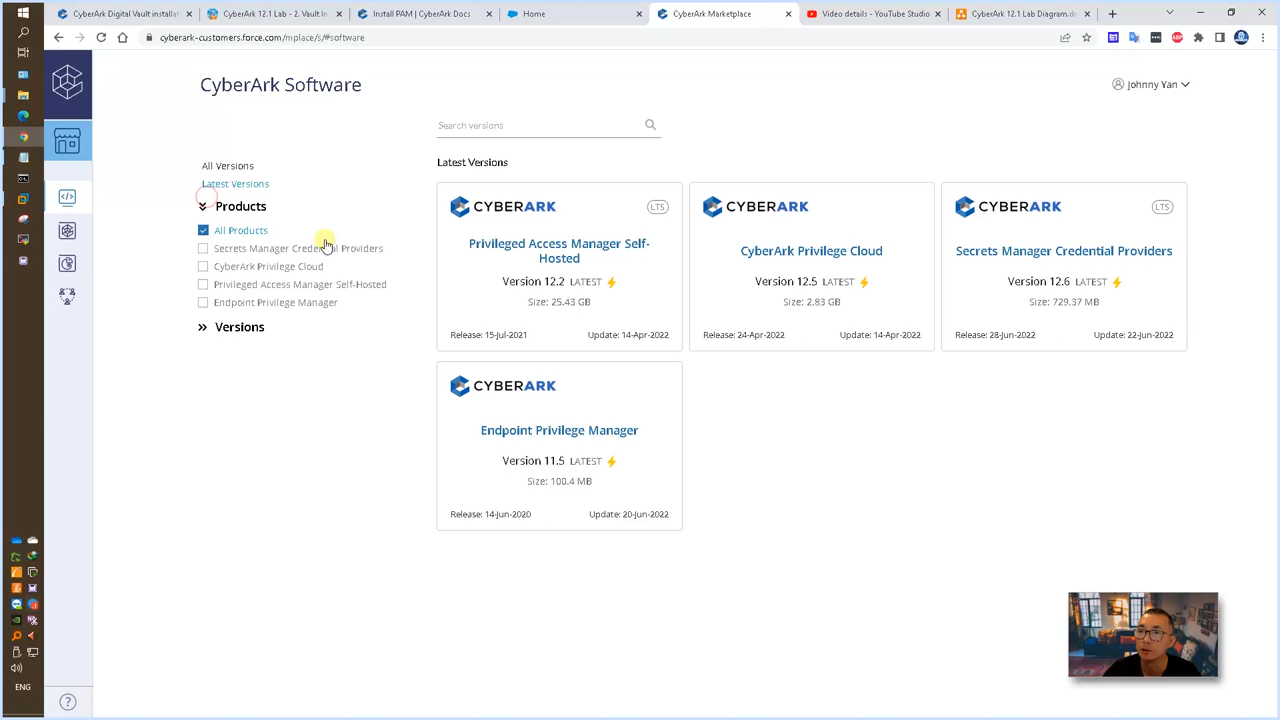 CyberArk Digital Vault installati
CyberArk 12.1 Lab - 2. Vault In
Install PAM | CyberArk Docs
Home
CyberArk Marketplace
Video details - YouTube Studio
CyberArk 12.1 Lab Diagram.dr
cyberark-customers.force.com/mplace/s/#software
CyberArk Software
Johnny Yan
Search versions
All Versions
Latest Versions
Products
All Products
Secrets Manager Credential Providers
CyberArk Privilege Cloud
Privileged Access Manager Self-Hosted
Endpoint Privilege Manager
Versions
Latest Versions
CYBERARK
LTS
Privileged Access Manager Self-
Hosted
Version 12.2 LATEST
Size: 25.43 GB
Release: 15-Jul-2021
Update: 14-Apr-2022
CYBERARK
CyberArk Privilege Cloud
Version 12.5 LATEST
Size: 2.83 GB
Release: 24-Apr-2022
Update: 14-Apr-2022
CYBERARK
LTS
Secrets Manager Credential Providers
Version 12.6 LATEST
Size: 729.37 MB
Release: 28-Jun-2022
Update: 22-Jun-2022
CYBERARK
Endpoint Privilege Manager
Version 11.5 LATEST
Size: 100.4 MB
Release: 14-Jun-2020
Update: 20-Jun-2022
ENG